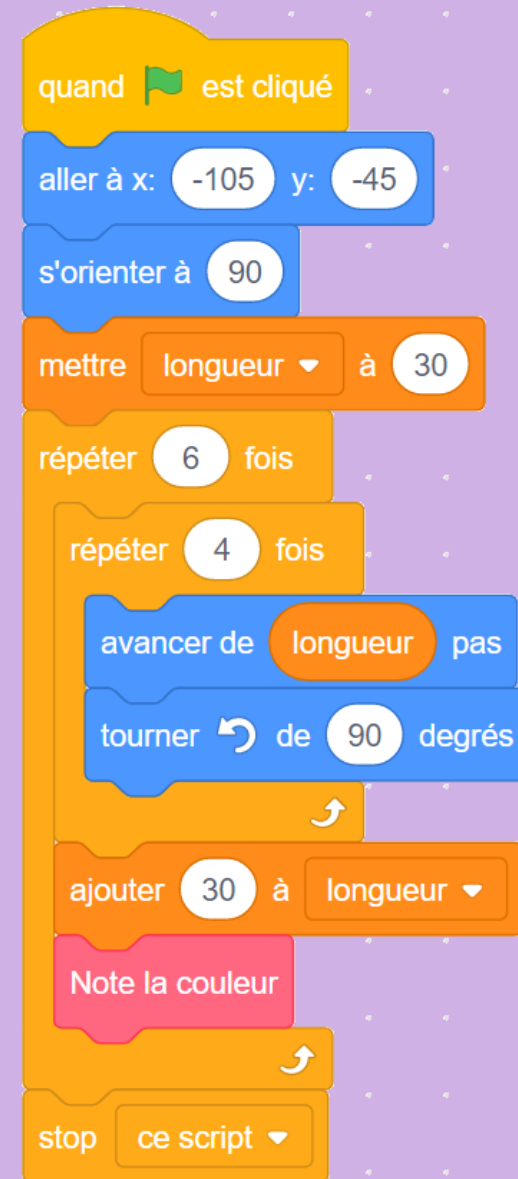 quand est cliqué
aller à x: -105 y: -45
s'orienter à 90
mettre longueur à 30
répéter 6 fois
répéter 4 fois
avancer de longueur pas
tourner de 90 degrés
ajouter 30 à longueur
Note la couleur
stop ce script